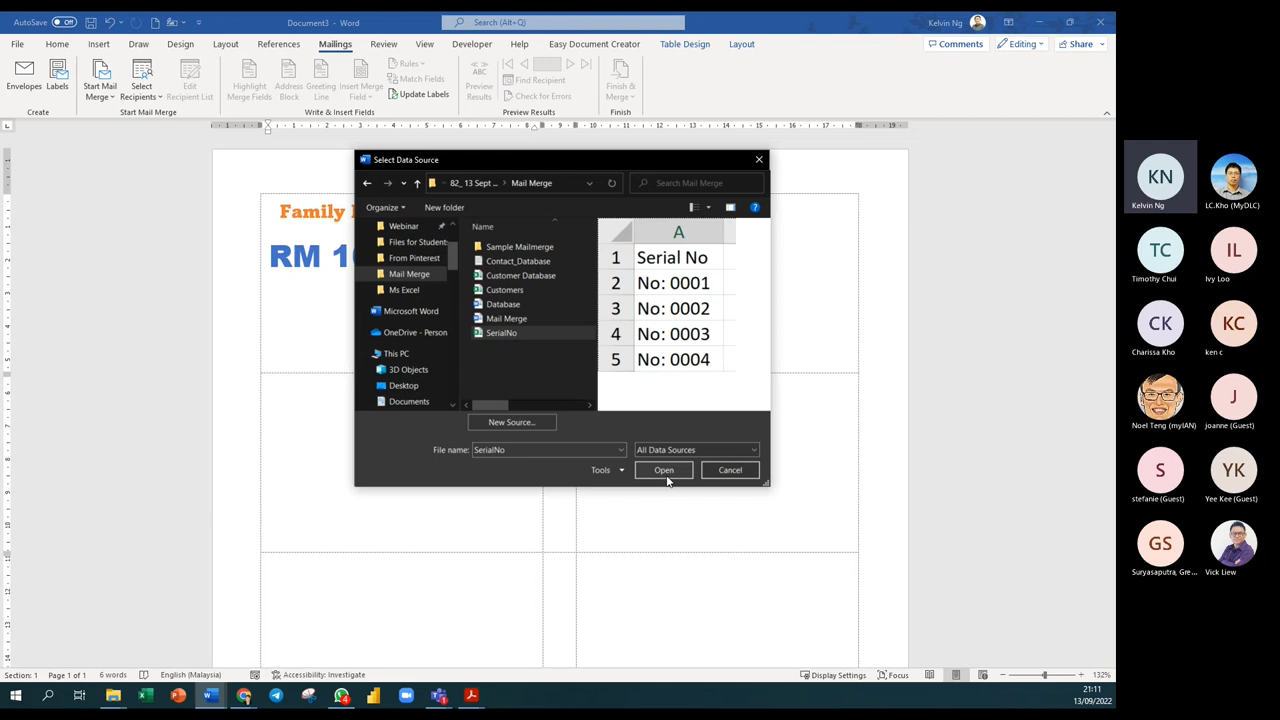 AutoSave Off
Document3 - Word
Search (Alt+Q)
Kelvin Ng
File Home Insert Draw Design Layout References Mailings Review View Developer Help Easy Document Creator Table Design Layout
Comments Editing Share
Envelopes
Labels
Start Mail Merge
Select Recipients
Edit Recipient List
Highlight Merge Fields
Address Block
Greeting Line
Insert Merge Field
Rules
Match Fields
Update Labels
ABC
Preview Results
Find Recipient
Check for Errors
Finish & Merge
Create
Start Mail Merge
Write & Insert Fields
Preview Results
Finish
Family
RM 1
Select Data Source
82_ 13 Sept ...
Mail Merge
Search Mail Merge
Organize
New folder
Webinar
Files for Student
From Pinterest
Mail Merge
Ms Excel
Microsoft Word
OneDrive - Person
This PC
3D Objects
Desktop
Documents
Name
Sample Mailmerge
Contact_Database
Customer Database
Customers
Database
Mail Merge
SerialNo
A
1 Serial No
2 No: 0001
3 No: 0002
4 No: 0003
5 No: 0004
New Source...
File name: SerialNo
All Data Sources
Tools
Open
Cancel
KN
Kelvin Ng
LC.Kho (MyDLC)
TC
Timothy Chui
IL
Ivy Loo
CK
Charissa Kho
KC
ken c
Noel Teng (myIAN)
J
joanne (Guest)
S
stefanie (Guest)
YK
Yee Kee (Guest)
GS
Suryasaputra, Gre...
Vick Liew
Section: 1 Page 1 of 1 6 words English (Malaysia) Accessibility: Investigate
Display Settings Focus 132%
21:11
13/09/2022